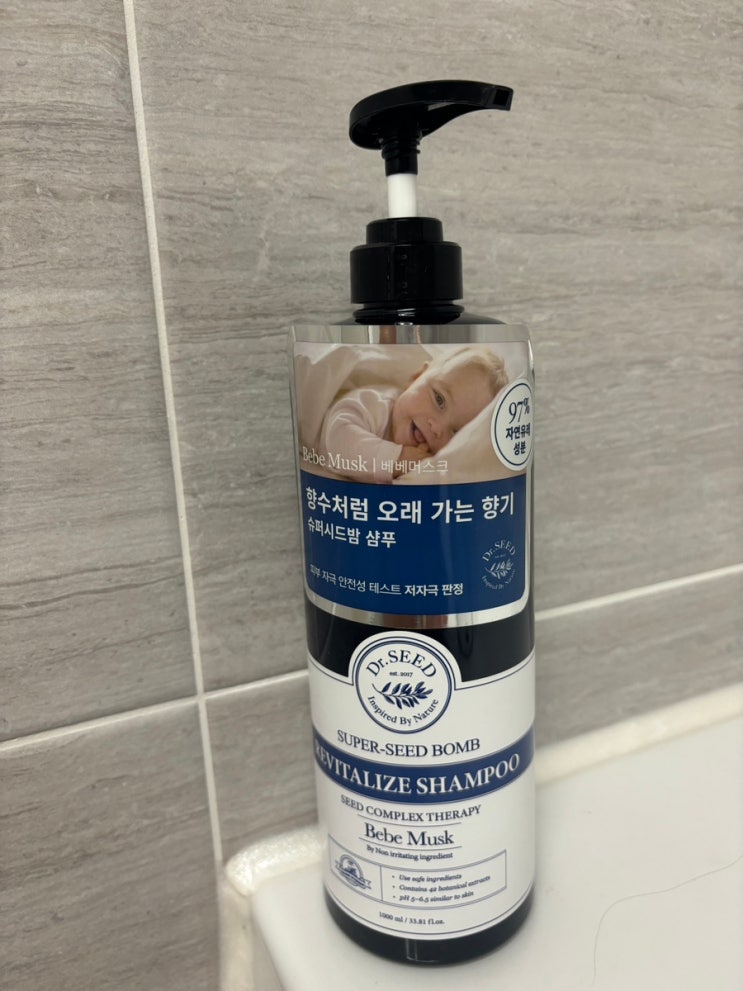 97%
자연유래
성분
Bebe Musk | 베베머스크
향수처럼 오래 가는 향기
슈퍼시드밤 샴푸
Dr.SEED
Inspired By Nature
피부 자극 안전성 테스트 저자극 판정
Dr.SEED
est. 2017
Inspired By Nature
SUPER-SEED BOMB
REVITALIZE SHAMPOO
SEED COMPLEX THERAPY
Bebe Musk
By Non irritating ingredient
• Use safe ingredients
• Contains 42 botanical extracts
• pH 5~6.5 similar to skin
1000 ml / 33.81 fl.oz.